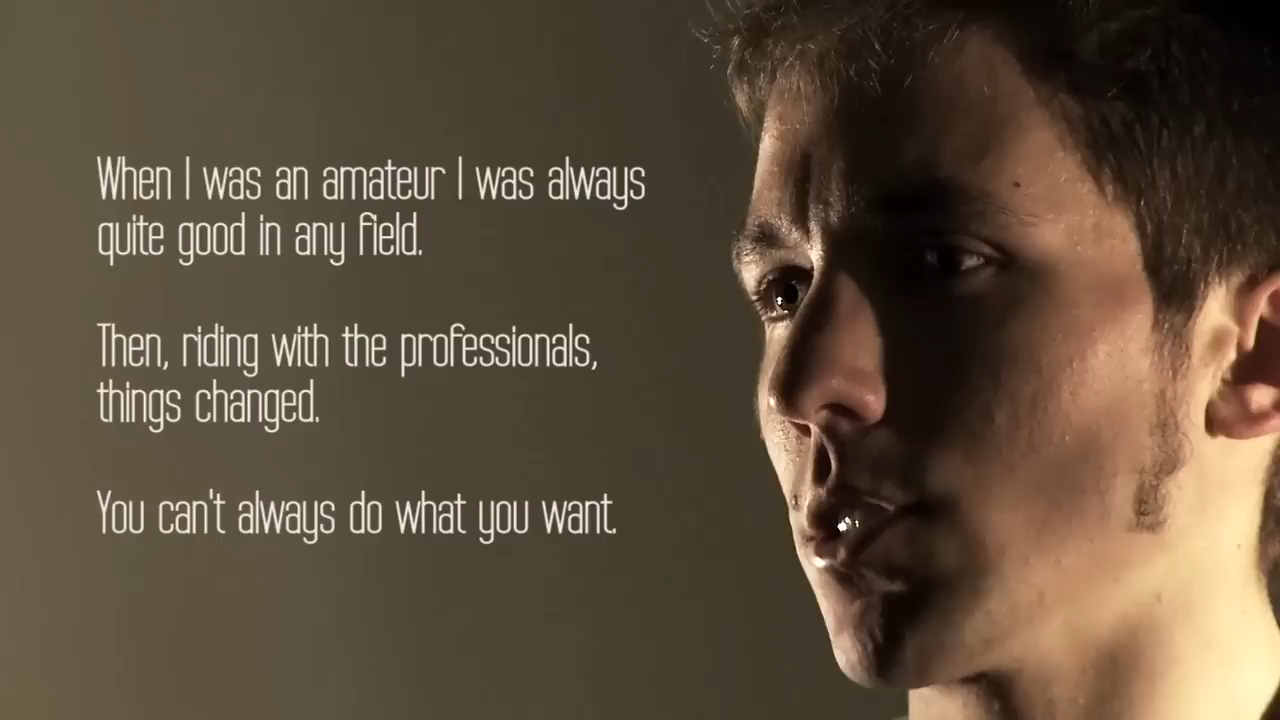 When I was an amateur I was always
quite good in any field.
Then, riding with the professionals,
things changed.
You can't always do what you want.